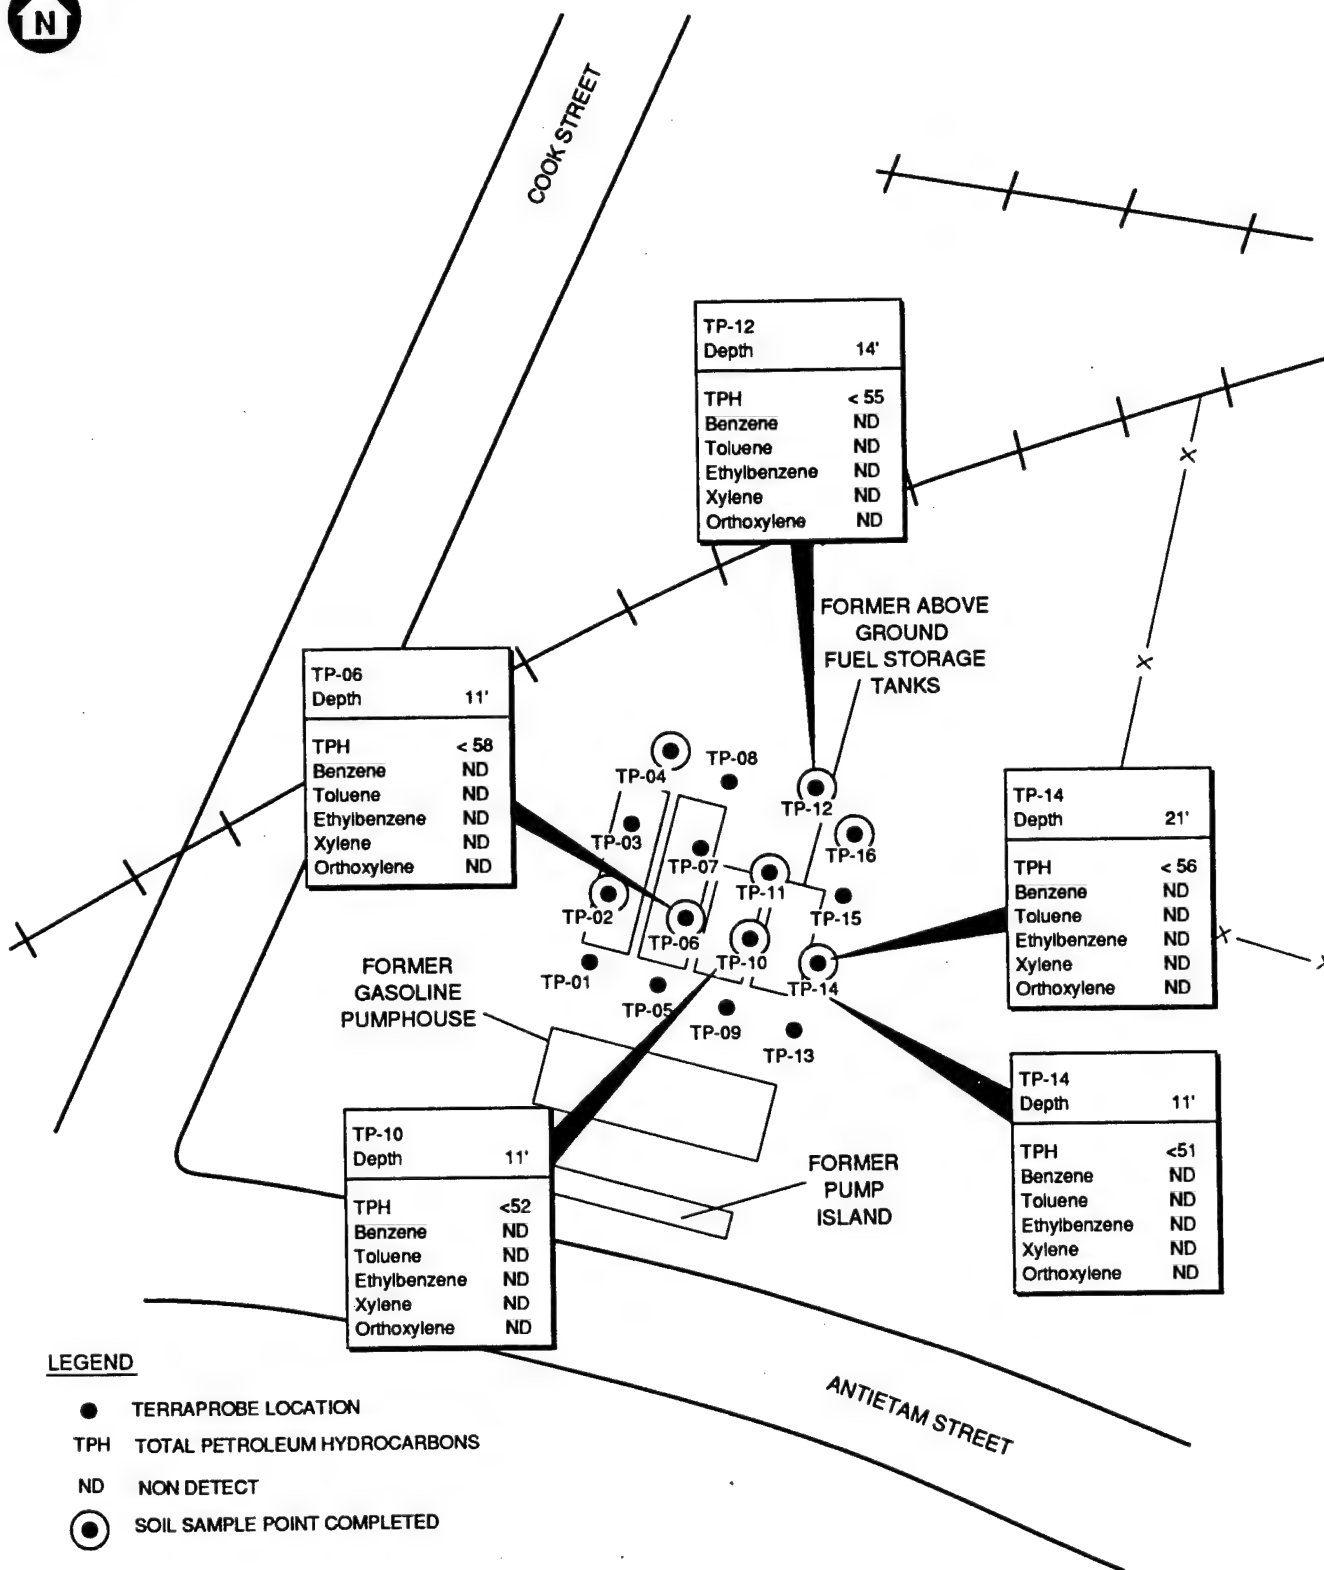 N
COOK STREET
TP-12
Depth 14'
TPH < 55
Benzene ND
Toluene ND
Ethylbenzene ND
Xylene ND
Orthoxylene ND
FORMER ABOVE
GROUND
FUEL STORAGE
TANKS
TP-06
Depth 11'
TPH < 58
Benzene ND
Toluene ND
Ethylbenzene ND
Xylene ND
Orthoxylene ND
TP-08
TP-04
TP-12
TP-03
TP-16
TP-07
TP-11
TP-02
TP-15
TP-06
TP-10
TP-01
TP-14
TP-05
TP-09
TP-13
TP-14
Depth 21'
TPH < 56
Benzene ND
Toluene ND
Ethylbenzene ND
Xylene ND
Orthoxylene ND
FORMER
GASOLINE
PUMPHOUSE
TP-14
Depth 11'
TPH <51
Benzene ND
Toluene ND
Ethylbenzene ND
Xylene ND
Orthoxylene ND
TP-10
Depth 11'
TPH <52
Benzene ND
Toluene ND
Ethylbenzene ND
Xylene ND
Orthoxylene ND
FORMER
PUMP
ISLAND
ANTIETAM STREET
LEGEND
TERRAPROBE LOCATION
TPH TOTAL PETROLEUM HYDROCARBONS
ND NON DETECT
SOIL SAMPLE POINT COMPLETED